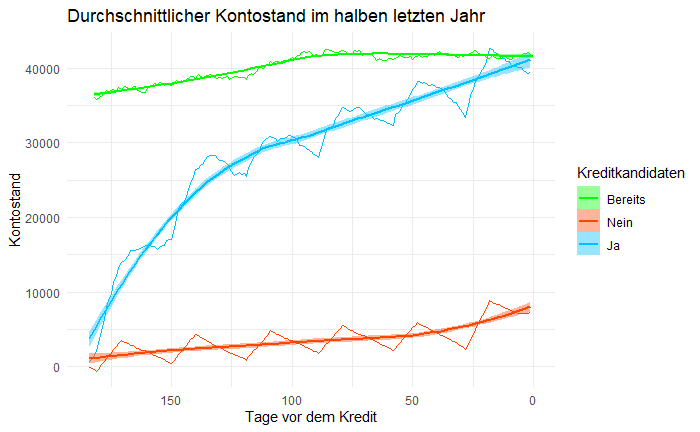 Durchschnittlicher Kontostand im halben letzten Jahr
Kontostand
40000
30000
20000
10000
0
150
100
50
0
Tage vor dem Kredit
Kreditkandidaten
Bereits
Nein
Ja